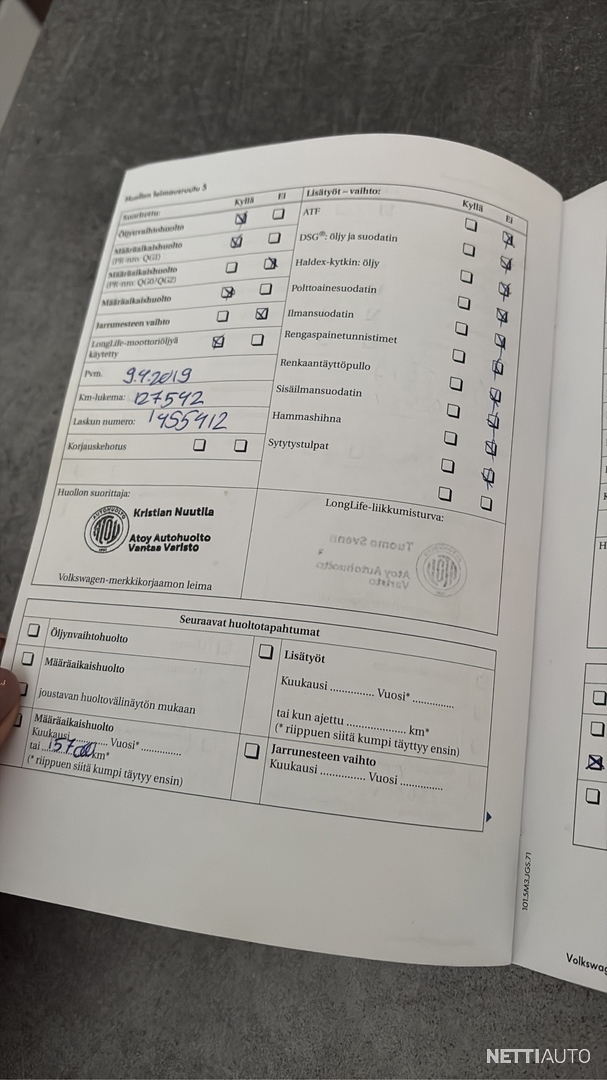 Huollon leimausruutu 5
Suoritettu: Kyllä Ei
Öljynvaihtohuolto
Määräaikaishuolto
(PR-nro: QG1)
Määräaikaishuolto
(PR-nro: QG0/QG2)
Määräaikaishuolto
Jarrunesteen vaihto
LongLife-moottoriöljyä
käytetty
Pvm. 9.4.2019
Km-lukema: 127542
Laskun numero: 1455412
Korjauskehotus
Lisätyöt – vaihto: Kyllä Ei
ATF
DSG®: öljy ja suodatin
Haldex-kytkin: öljy
Polttoainesuodatin
Ilmansuodatin
Rengaspainetunnistimet
Renkaantäyttöpullo
Sisäilmansuodatin
Hammashihna
Sytytystulpat
Huollon suorittaja:
AUTOHUOLTO
ATOY
Kristian Nuutila
Atoy Autohuolto
Vantaa Varisto
Volkswagen-merkkikorjaamon leima
LongLife-liikkumisturva:
Tuomo Svens
Atoy Autohuolto
Varisto
Seuraavat huoltotapahtumat
Öljynvaihtohuolto
Määräaikaishuolto
joustavan huoltovälinäytön mukaan
Määräaikaishuolto
Kuukausi .......... Vuosi* ...............
tai ... 157000 km*
(* riippuen siitä kumpi täytyy ensin)
Lisätyöt
Kuukausi ................ Vuosi* ...............
tai kun ajettu ...................... km*
(* riippuen siitä kumpi täyttyy ensin)
Jarrunesteen vaihto
Kuukausi ................ Vuosi ................
101.5M3.JG5.71
Volkswag
NETTIAUTO